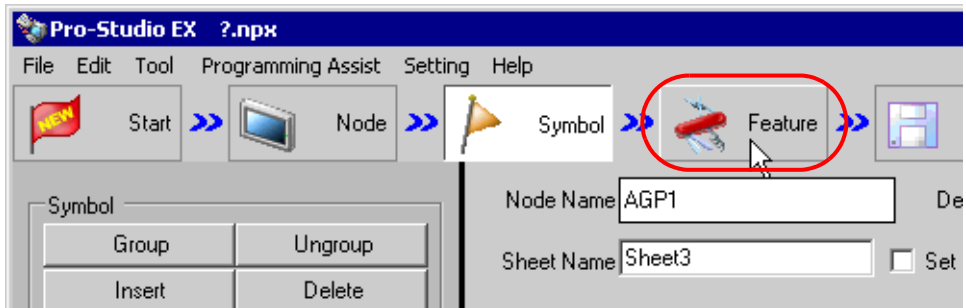 Pro-Studio EX ?.npx
File Edit Tool Programming Assist Setting Help
NEW Start Node Symbol Feature
Symbol
Node Name AGP1 De
Group Ungroup
Sheet Name Sheet3 Set
Insert Delete